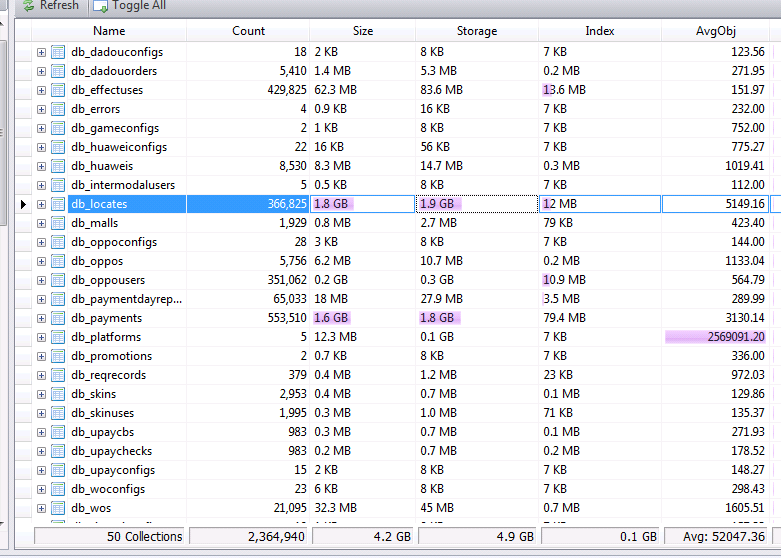 Refresh Toggle All
Name Count Size Storage Index AvgObj
db_dadouconfigs 18 2 KB 8 KB 7 KB 123.56
db_dadouorders 5,410 1.4 MB 5.3 MB 0.2 MB 271.95
db_effectuses 429,825 62.3 MB 83.6 MB 13.6 MB 151.97
db_errors 4 0.9 KB 16 KB 7 KB 232.00
db_gameconfigs 2 1 KB 8 KB 7 KB 752.00
db_huaweiconfigs 22 16 KB 56 KB 7 KB 775.27
db_huaweis 8,530 8.3 MB 14.7 MB 0.3 MB 1019.41
db_intermodalusers 5 0.5 KB 8 KB 7 KB 112.00
db_locates 366,825 1.8 GB 1.9 GB 12 MB 5149.16
db_malls 1,929 0.8 MB 2.7 MB 79 KB 423.40
db_oppoconfigs 28 3 KB 8 KB 7 KB 144.00
db_oppos 5,756 6.2 MB 10.7 MB 0.2 MB 1133.04
db_oppousers 351,062 0.2 GB 0.3 GB 10.9 MB 564.79
db_paymentdayrep... 65,033 18 MB 27.9 MB 3.5 MB 289.99
db_payments 553,510 1.6 GB 1.8 GB 79.4 MB 3130.14
db_platforms 5 12.3 MB 0.1 GB 7 KB 2569091.20
db_promotions 2 0.7 KB 8 KB 7 KB 336.00
db_reqrecords 379 0.4 MB 1.2 MB 23 KB 972.03
db_skins 2,953 0.4 MB 0.7 MB 0.1 MB 129.86
db_skinuses 1,995 0.3 MB 1.0 MB 71 KB 135.37
db_upaycbs 983 0.3 MB 0.7 MB 0.1 MB 271.93
db_upaychecks 983 0.2 MB 0.7 MB 0.1 MB 178.52
db_upayconfigs 15 2 KB 8 KB 7 KB 148.27
db_woconfigs 23 6 KB 8 KB 7 KB 298.43
db_wos 21,095 32.3 MB 45 MB 0.7 MB 1605.51
50 Collections 2,364,940 4.2 GB 4.9 GB 0.1 GB Avg: 52047.36